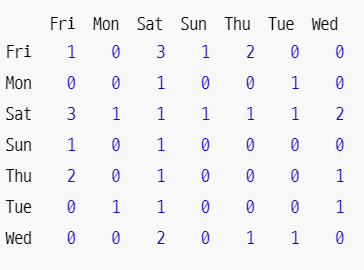 Fri Mon Sat Sun Thu Tue Wed
Fri 1 0 3 1 2 0 0
Mon 0 0 1 0 0 1 0
Sat 3 1 1 1 1 1 2
Sun 1 0 1 0 0 0 0
Thu 2 0 1 0 0 0 1
Tue 0 1 1 0 0 0 1
Wed 0 0 2 0 1 1 0